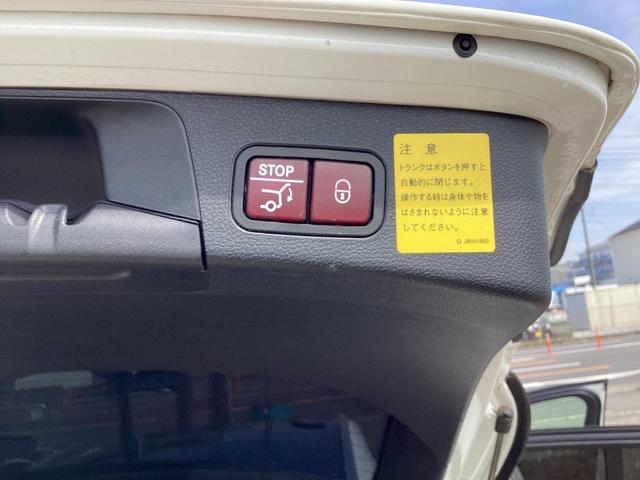 STOP
注意
トランクはボタンを押すと
自動的に閉じます。
操作する時は身体や物を
はさまれないように注意
してください。
Q JB001660